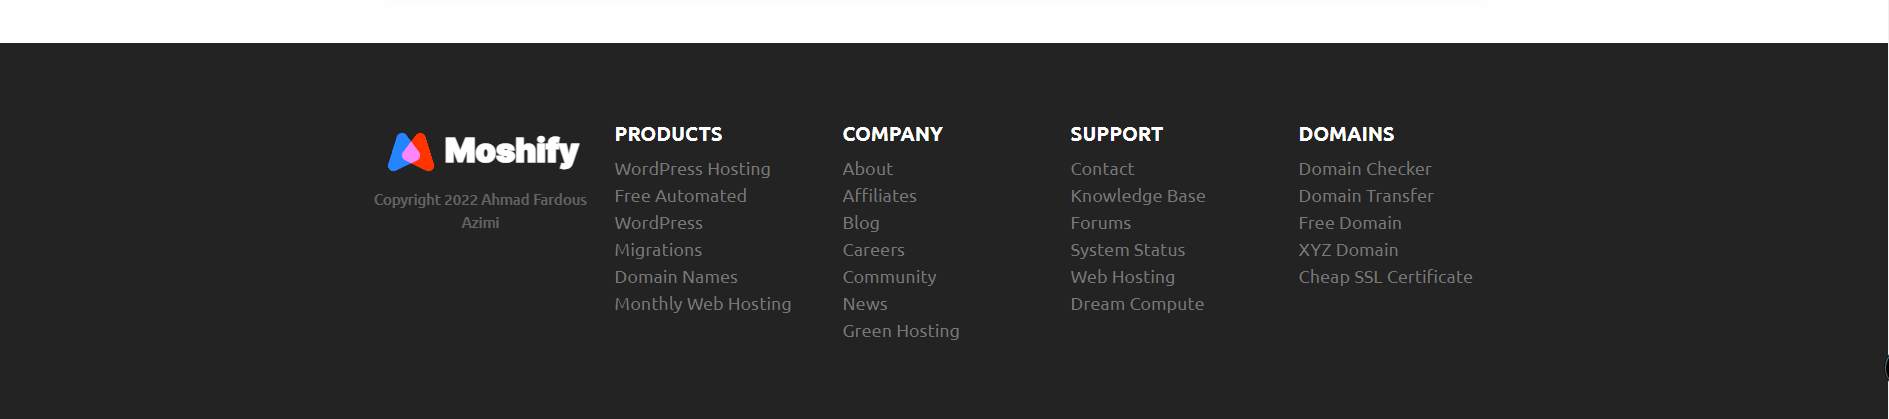 Moshify
Copyright 2022 Ahmad Fardous
Azimi
PRODUCTS
WordPress Hosting
Free Automated
WordPress
Migrations
Domain Names
Monthly Web Hosting
COMPANY
About
Affiliates
Blog
Careers
Community
News
Green Hosting
SUPPORT
Contact
Knowledge Base
Forums
System Status
Web Hosting
Dream Compute
DOMAINS
Domain Checker
Domain Transfer
Free Domain
XYZ Domain
Cheap SSL Certificate